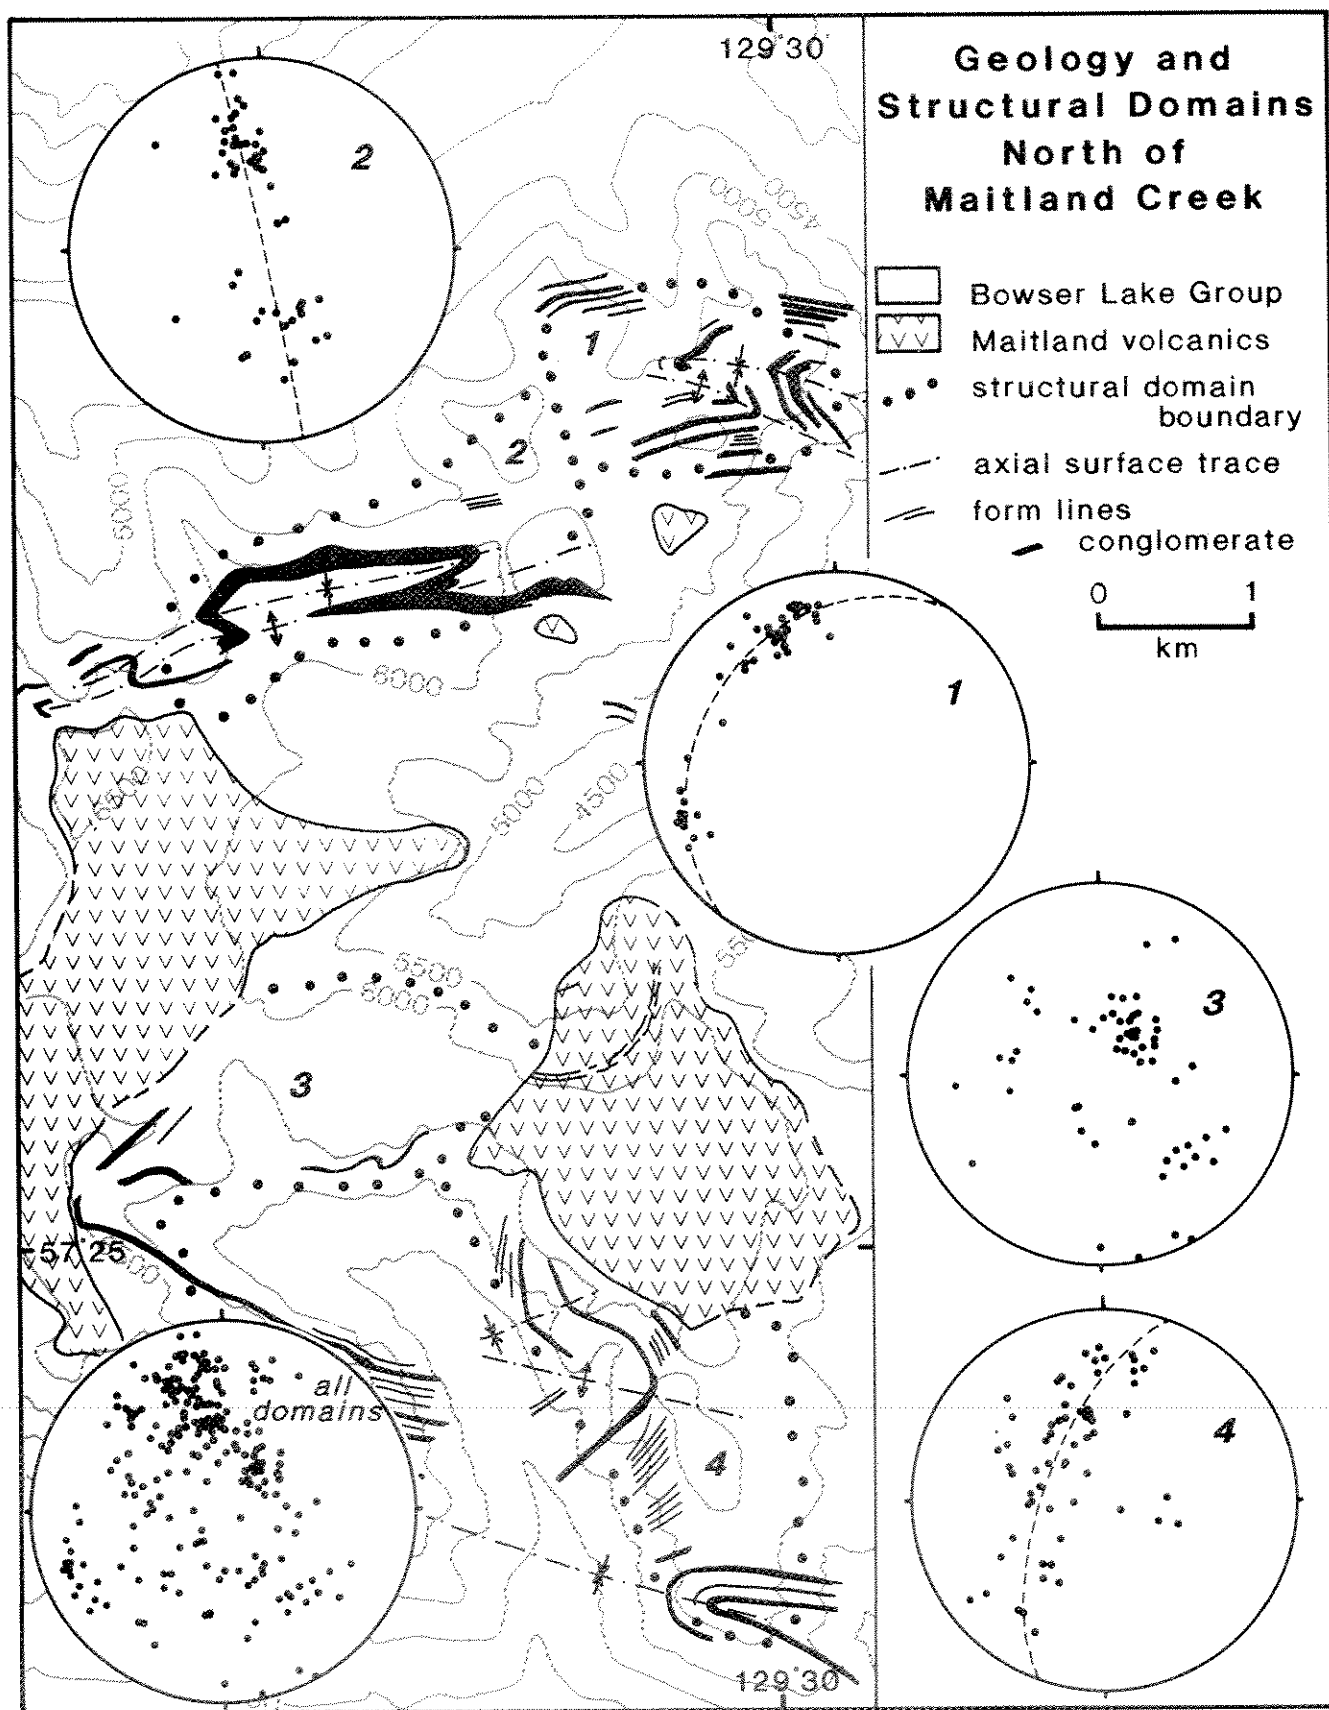 129°30'
Geology and
Structural Domains
North of
Maitland Creek
2
4500
5000
Bowser Lake Group
1
Maitland volcanics
structural domain
boundary
2
axial surface trace
5000
form lines
conglomerate
0 1
km
6000
1
5500
5000
4500
5500
6000
3
3
57°25'
all
domains
4
4
129°30'